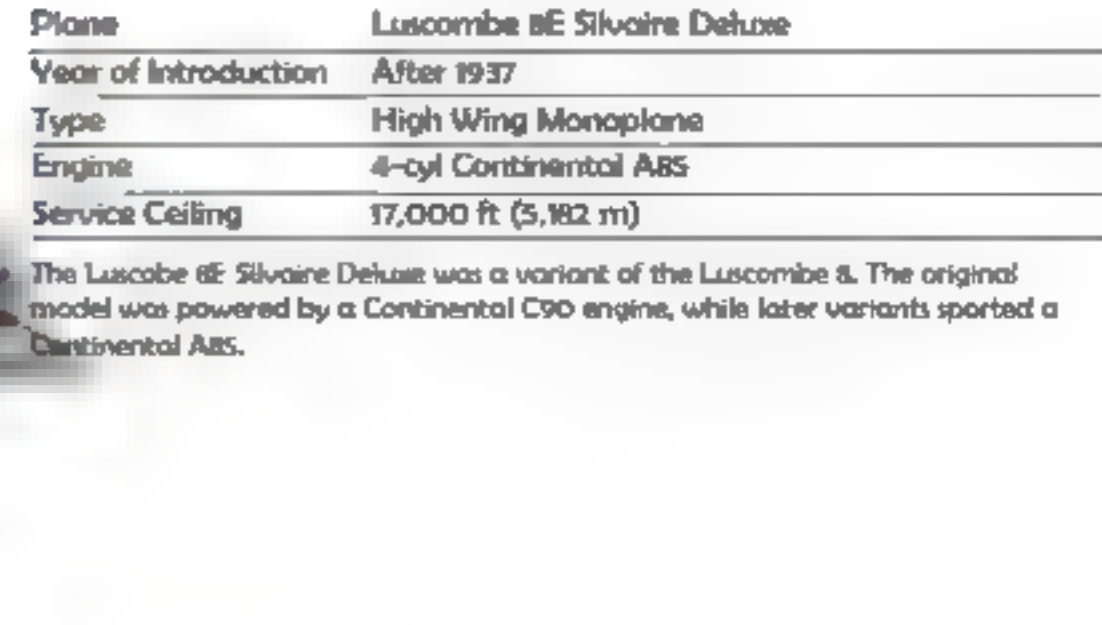 Plane Luscombe 8E Silvaire Deluxe
Year of Introduction After 1937
Type High Wing Monoplane
Engine 4-cyl Continental A85
Service Ceiling 17,000 ft (5,182 m)
The Luscobe 8E Silvaire Deluxe was a variant of the Luscombe 8. The original
model was powered by a Continental C90 engine, while later variants sported a
Continental A85.